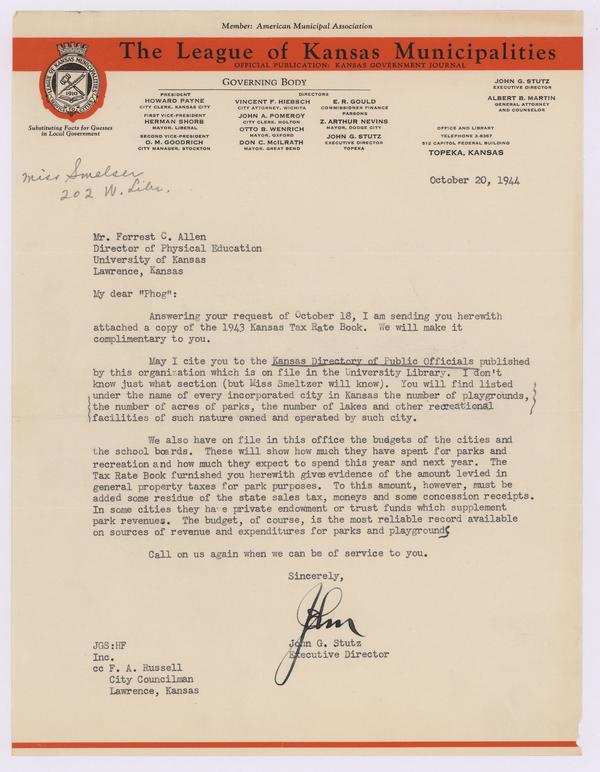 Member: American Municipal Association
The League of Kansas Municipalities
OFFICIAL PUBLICATION: KANSAS GOVERNMENT JOURNAL
LEAGUE OF KANSAS MUNICIPALITIES
1910
Substituting Facts for Guesses
in Local Government
GOVERNING BODY
PRESIDENT
HOWARD PAYNE
CITY CLERK, KANSAS CITY
FIRST VICE-PRESIDENT
HERMAN SHORB
MAYOR, LIBERAL
SECOND VICE-PRESIDENT
O. M. GOODRICH
CITY MANAGER, STOCKTON
DIRECTORS
VINCENT F. HIEBSCH
CITY ATTORNEY, WICHITA
JOHN A. POMEROY
CITY CLERK, HOLTON
OTTO B. WENRICH
MAYOR, OXFORD
DON C. McILRATH
MAYOR, GREAT BEND
E. R. GOULD
COMMISSIONER FINANCE
PARSONS
Z. ARTHUR NEVINS
MAYOR, DODGE CITY
JOHN G. STUTZ
EXECUTIVE DIRECTOR
TOPEKA
JOHN G. STUTZ
EXECUTIVE DIRECTOR
ALBERT B. MARTIN
GENERAL ATTORNEY
AND COUNSELOR
OFFICE AND LIBRARY
TELEPHONE 3-6367
512 CAPITOL FEDERAL BUILDING
TOPEKA, KANSAS
Miss Smelser
202 W. Libr.
October 20, 1944
Mr. Forrest C. Allen
Director of Physical Education
University of Kansas
Lawrence, Kansas
My dear "Phog":
Answering your request of October 18, I am sending you herewith
attached a copy of the 1943 Kansas Tax Rate Book. We will make it
complimentary to you.
May I cite you to the Kansas Directory of Public Officials published
by this organization which is on file in the University Library. I don't
know just what section (but Miss Smeltzer will know). You will find listed
under the name of every incorporated city in Kansas the number of playgrounds,
the number of acres of parks, the number of lakes and other recreational
facilities of such nature owned and operated by such city.
We also have on file in this office the budgets of the cities and
the school boards. These will show how much they have spent for parks and
recreation and how much they expect to spend this year and next year. The
Tax Rate Book furnished you herewith gives evidence of the amount levied in
general property taxes for park purposes. To this amount, however, must be
added some residue of the state sales tax, moneys and some concession receipts.
In some cities they have private endowment or trust funds which supplement
park revenues. The budget, of course, is the most reliable record available
on sources of revenue and expenditures for parks and playgrounds.
Call on us again when we can be of service to you.
Sincerely,
John
John G. Stutz
Executive Director
JGS:HF
Inc.
cc F. A. Russell
City Councilman
Lawrence, Kansas